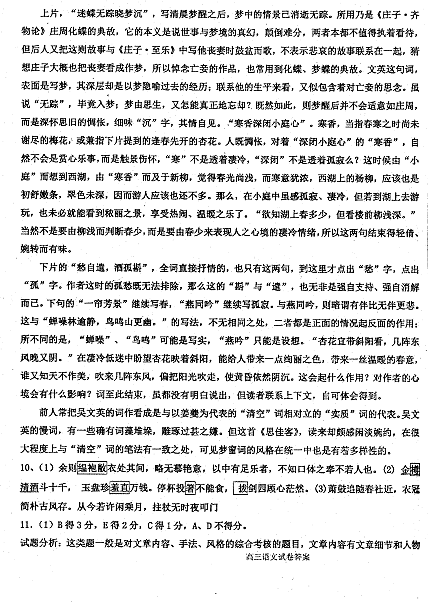 上片，“迷蝶无踪晓梦沉”，写清晨梦醒之后，梦中的情景已消逝无踪。所用乃是《庄子·齐
物论》庄周化蝶的典故，它的本义是说世事与梦境的真幻，颠倒难分，两者本都不值得执着看待，
但后人又把这则故事与《庄子·至乐》中写他丧妻时鼓盆而歌，不表示悲哀的故事联系在一起，猜
想庄子大概也把丧妻看成作梦，所以悼念亡妾的作品，也常用到化蝶、梦蝶的典故。文英这句词，
表面是写梦，其深层却是以梦隐喻过去的经历；联系他的生平来看，又似包含着对亡妾的思念。虽
说“无踪”，毕竟入梦；梦由思生，又怎能真正地忘却？既然如此，则梦醒后并不会适意如庄周，
而是深怀思旧的惆怅，细味“沉”字，其情自见。“寒香深闭小庭心”。寒香，当指春寒之时尚未
谢尽的梅花，或兼指下片提到的逢春先开的杏花。人既惆怅，对着“深闭小庭心”的“寒香”，自
然不会是赏心乐事，而是触景伤怀，“寒”不是透着凄冷，“深闭”不是透着孤寂么？这时候由“小
庭”而想到西湖，由“寒香”而及于新柳，觉得春光尚浅，而寒意犹浓，西湖上的杨柳，应该也是
初舒嫩条，翠色未深，因而游人应该也还不多。那么，在小庭中虽感孤寂、凄冷，但若到湖上去游
玩，也未必就能看到秾丽之景，享受热闹、温暖之乐了。“欲知湖上春多少，但看楼前柳浅深。”
当然不是要由柳浅而判断春少，而是要由春少来表现人之心境的凄冷情绪，所以这两句结束得轻倩、
婉转而有味。
下片的“愁自遣，酒孤斟”，全词直接抒情的，也只有这两句，到这里才点出“愁”字，点出
“孤”字。作者这时的孤愁既无法排除，那么这的“斟”与“遣”，也无非是强自支持、强自消解
而已。下句的“一帘芳景”继续写春，“燕同吟”继续写孤寂。与燕同吟，则暗谓有伴比无伴更悲。
这与“蝉噪林逾静，鸟鸣山更幽。”的写法，不无相同之处，二者都是正面的情况起反面的作用；
所不同的是，“蝉噪”、“鸟鸣”可能是写实，“燕吟”只能是设想。“杏花宜带斜阳看，几阵东
风晚又阴。”在凄冷低迷中盼望杏花映着斜阳，能给人带来一点绚丽之色，带来一丝温暖的春意，
谁又知天不作美，吹来几阵东风，偏把阳光吹走，使黄昏依然阴沉。这会起什么作用？对作者的心
境会有什么影响？词至此结束，虽都没有明白说出，但读者联系上下文，自可体会得到。
前人常把吴文英的词作看成是与以姜夔为代表的“清空”词相对立的“质实”词的代表。吴文
英的慢词，有一些确有词藻堆垛，雕琢过甚之嫌。但这首《思佳客》，读来却颇感闲淡婉约，在很
大程度上与“清空”词的笔法有一致之处，可见梦窗词的风格在统一中也是有着多样性的。
10.（1）余则缊袍敝衣处其间，略无慕艳意，以中有足乐者，不知口体之奉不若人也。（2）金樽
清酒斗十千， 玉盘珍羞直万钱。停杯投箸不能食， 拔剑四顾心茫然。（3）萧鼓追随春社近，衣冠
简朴古风存。从今若许闲乘月，拄杖无时夜叩门
11.（1）B得3分，E得2分，C得1分，A、D不得分。
试题分析：这类题一般是对文章内容、手法、风格的综合考核的题目，文章内容有文章细节和人物
高三语文试卷答案